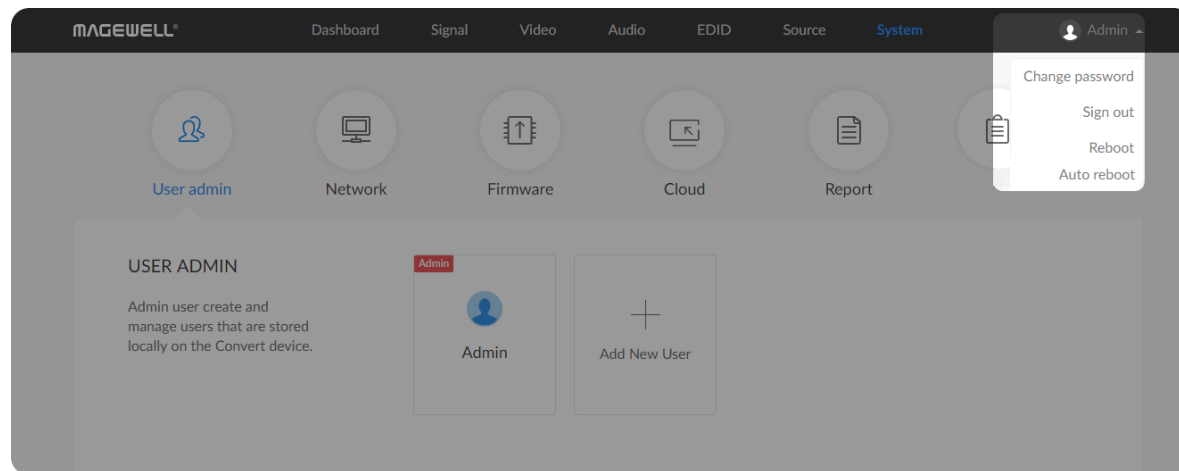 MAGEWELL®
Dashboard
Signal
Video
Audio
EDID
Source
System
Admin
Change password
Sign out
Reboot
Auto reboot
User admin
Network
Firmware
Cloud
Report
USER ADMIN
Admin user create and
manage users that are stored
locally on the Convert device.
Admin
Admin
Add New User